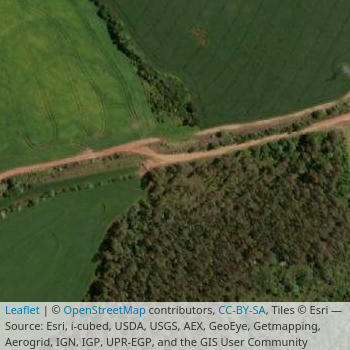 Leaflet | © OpenStreetMap contributors, CC-BY-SA, Tiles © Esri —
Source: Esri, i-cubed, USDA, USGS, AEX, GeoEye, Getmapping,
Aerogrid, IGN, IGP, UPR-EGP, and the GIS User Community